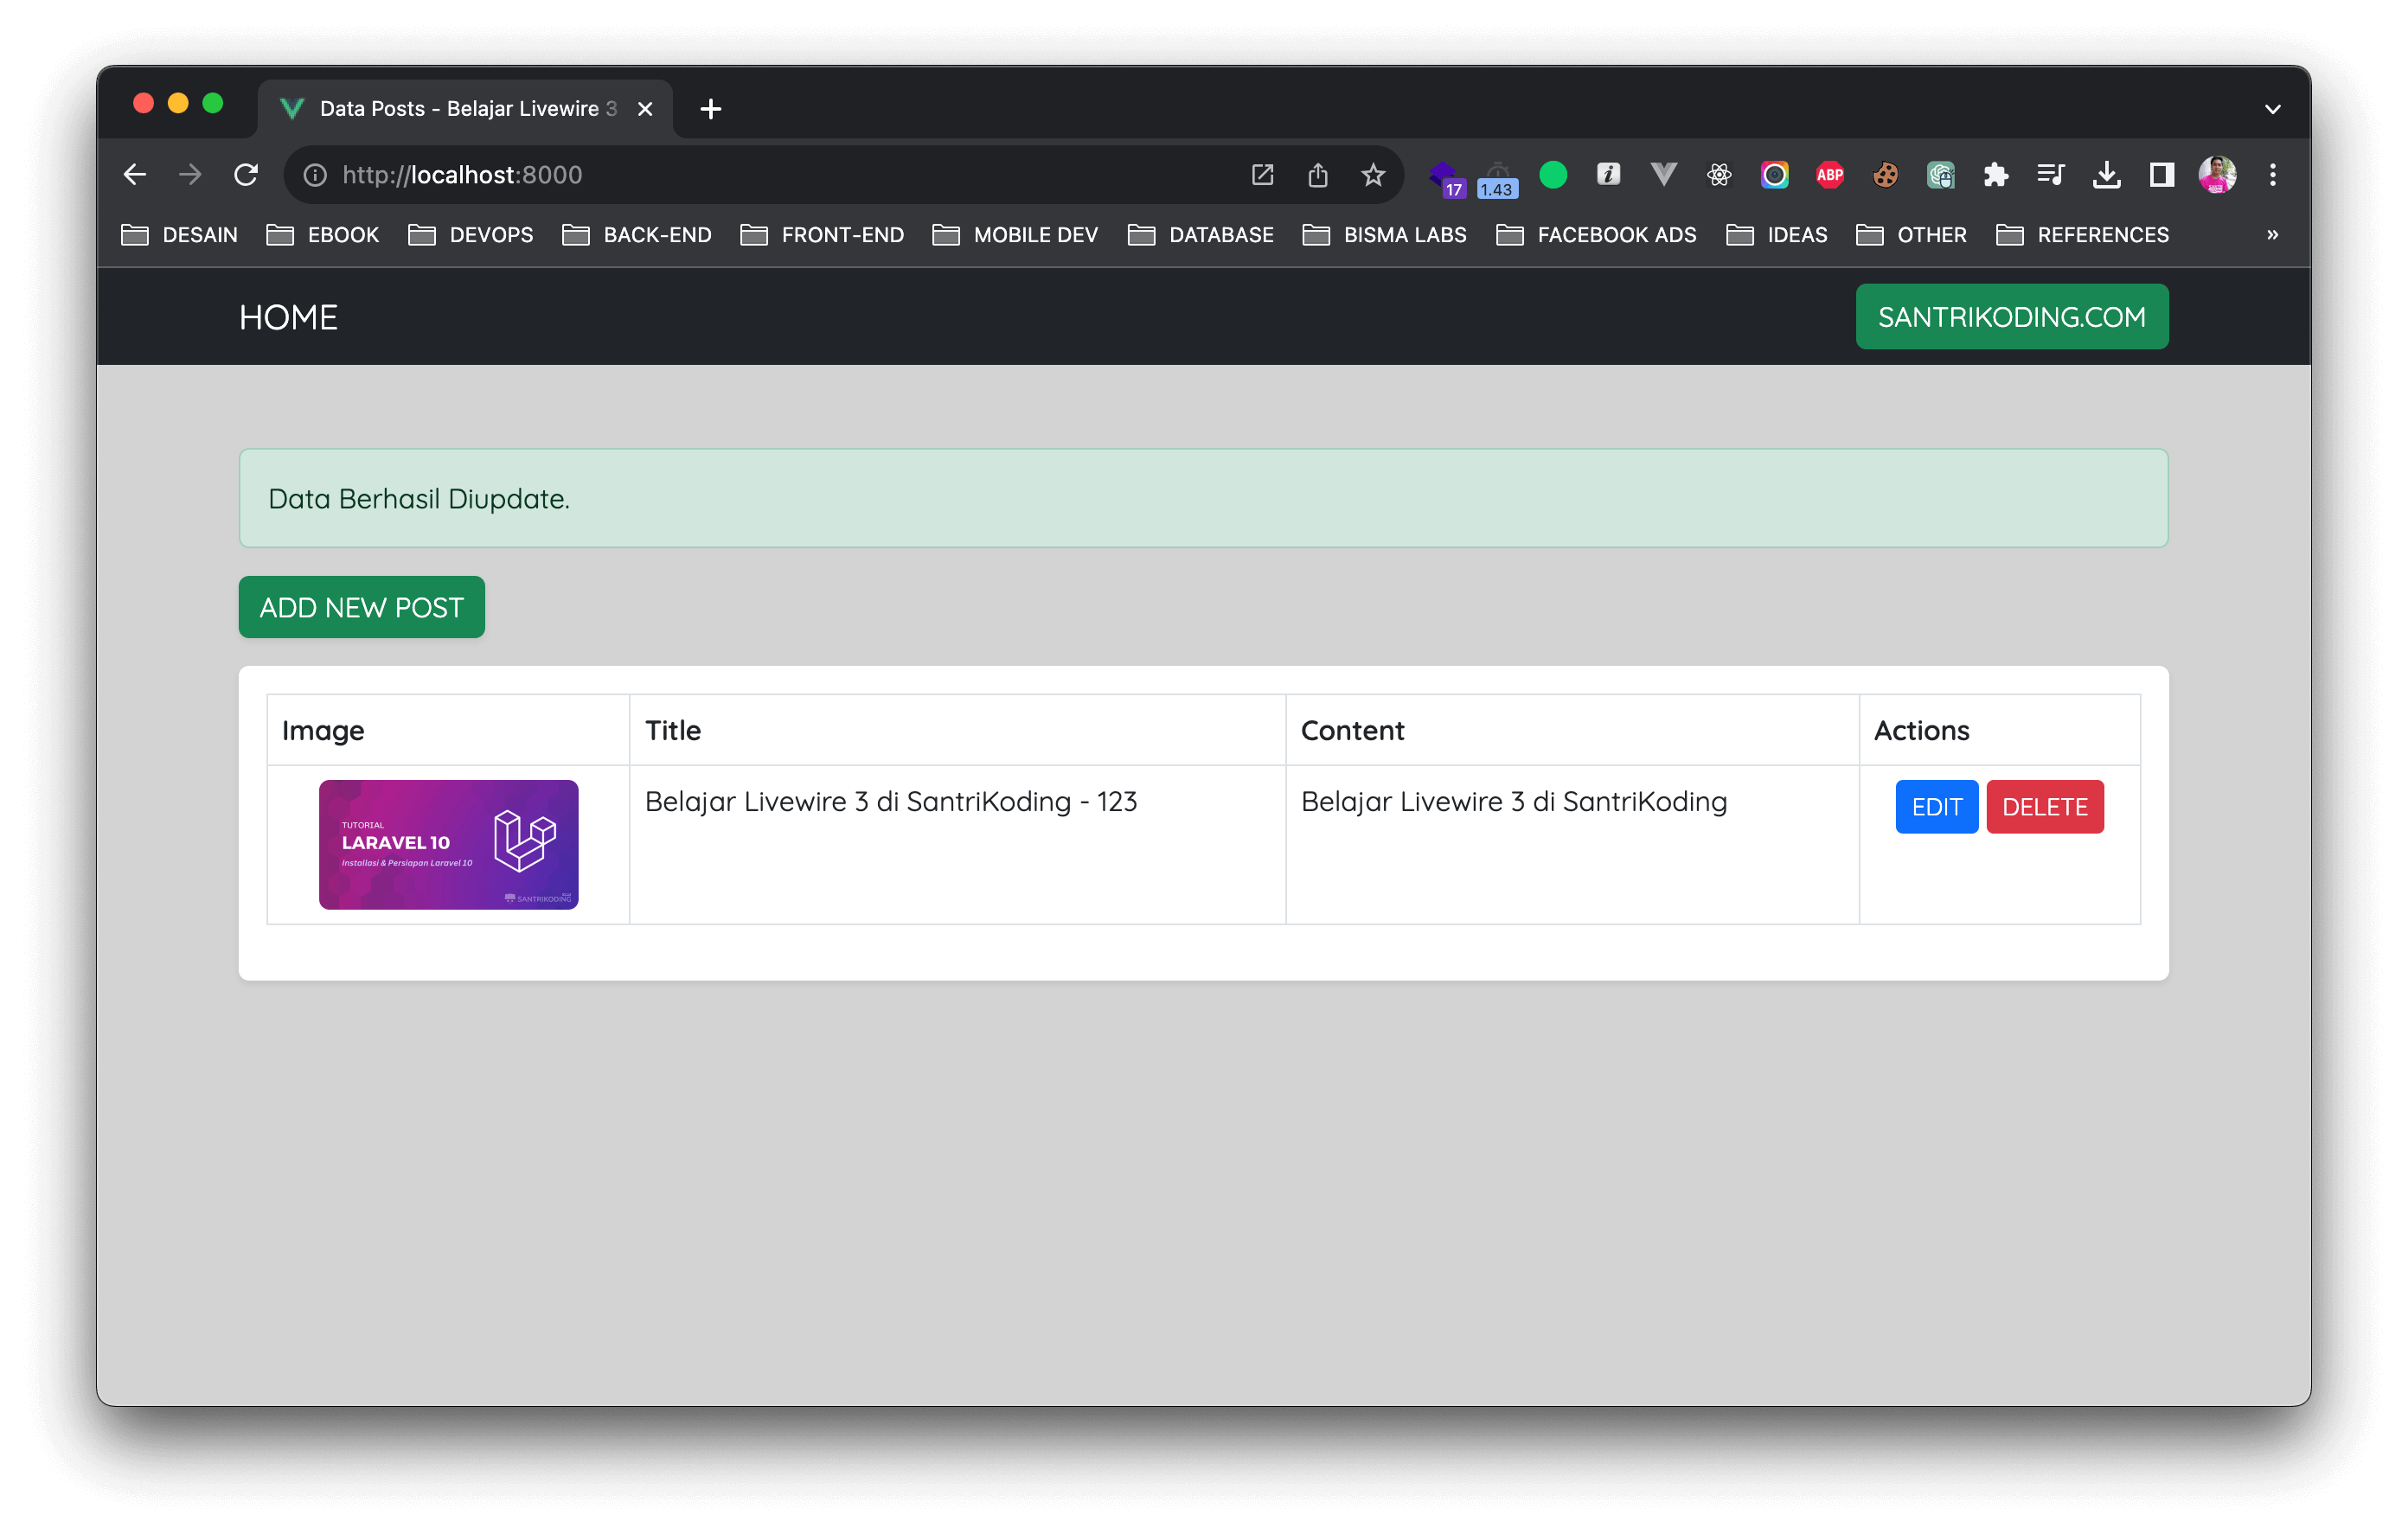 Data Posts - Belajar Livewire 3
http://localhost:8000
17
1.43
ABP
DESAIN
EBOOK
DEVOPS
BACK-END
FRONT-END
MOBILE DEV
DATABASE
BISMA LABS
FACEBOOK ADS
IDEAS
OTHER
REFERENCES
»
HOME
SANTRIKODING.COM
Data Berhasil Diupdate.
ADD NEW POST
Image Title Content Actions
TUTORIAL
LARAVEL 10
Installasi & Persiapan Laravel 10
SANTRIKODING
Belajar Livewire 3 di SantriKoding - 123
Belajar Livewire 3 di SantriKoding
EDIT DELETE